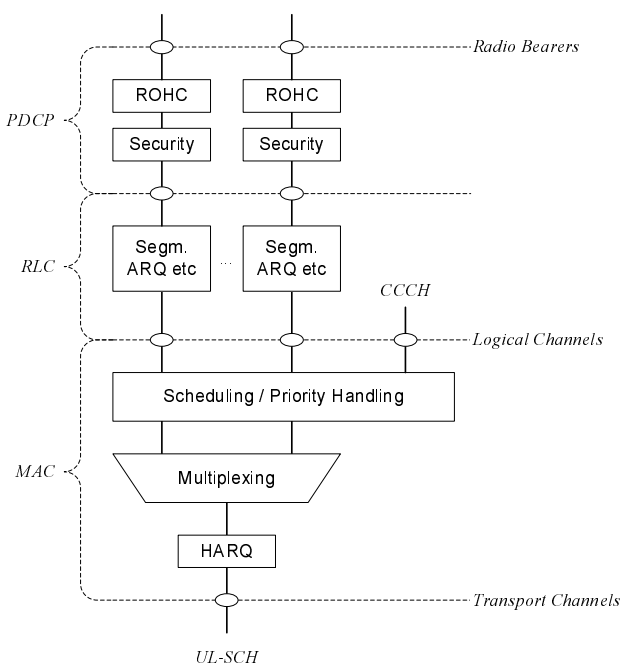 Radio Bearers
ROHC
ROHC
PDCP
Security
Security
Segm.
ARQ etc
...
Segm.
ARQ etc
RLC
CCCH
Logical Channels
Scheduling / Priority Handling
MAC
Multiplexing
HARQ
Transport Channels
UL-SCH